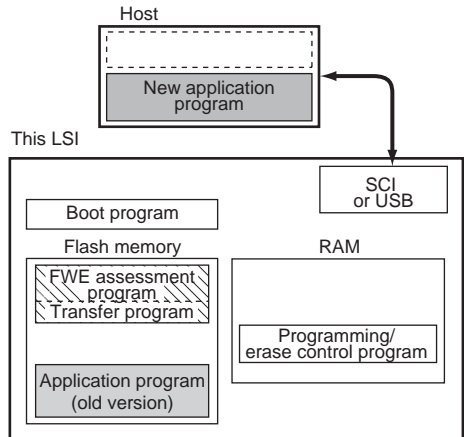 Host
New application
program
This LSI
SCI
or USB
Boot program
Flash memory
RAM
FWE assessment
program
Transfer program
Programming/
erase control program
Application program
(old version)